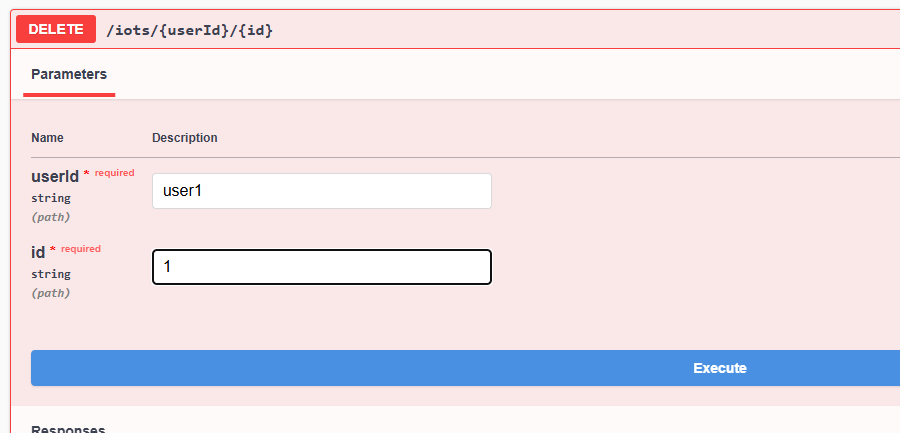 DELETE /iots/{userId}/{id}
Parameters
Name Description
userId * required
string
(path)
user1
id * required
string
(path)
1
Execute
Responses